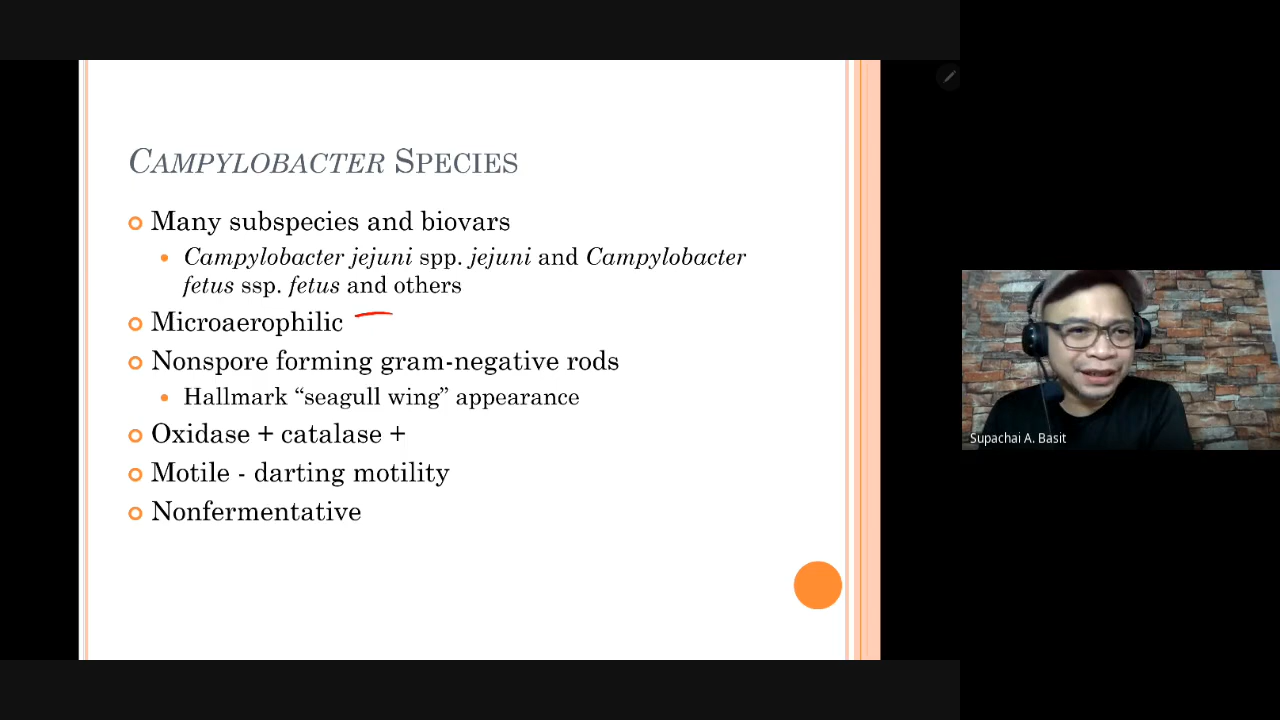 CAMPYLOBACTER SPECIES
Many subspecies and biovars
Campylobacter jejuni spp. jejuni and Campylobacter
fetus ssp. fetus and others
Microaerophilic
Nonspore forming gram-negative rods
Hallmark “seagull wing” appearance
Oxidase + catalase +
Motile - darting motility
Nonfermentative
Supachai A. Basit